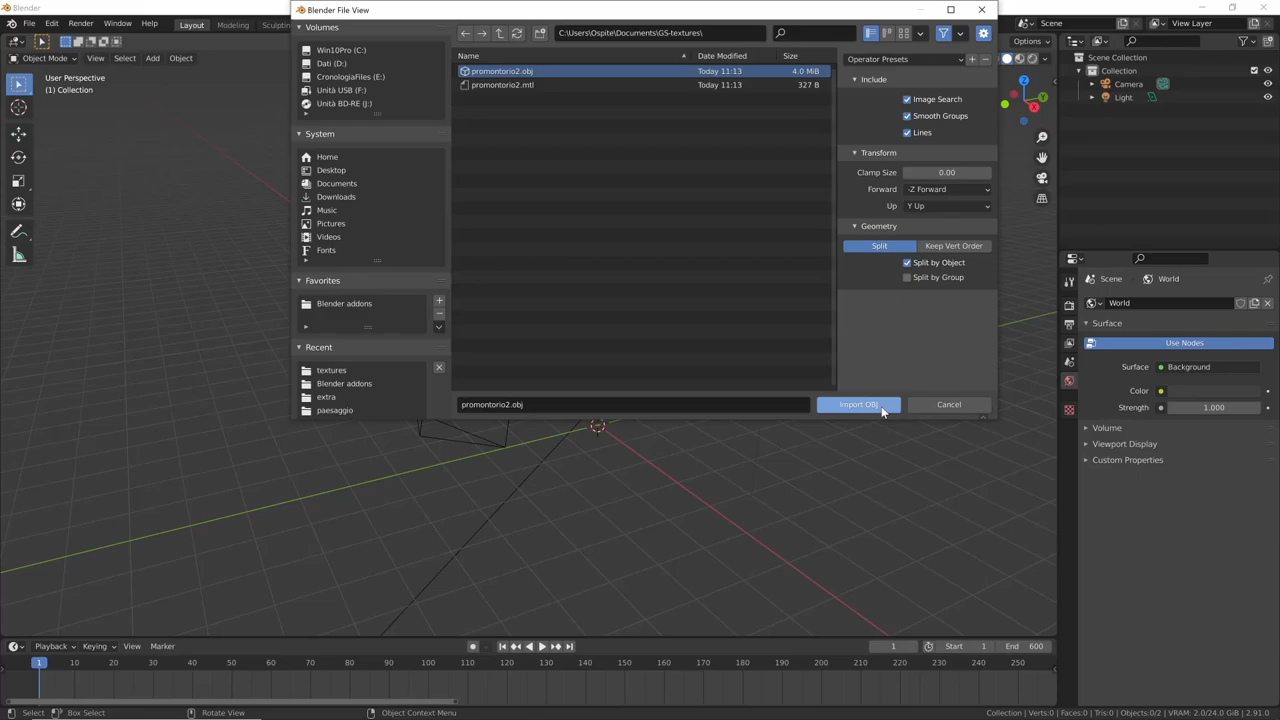 Blender
File Edit Render Window Help Layout Modeling Sculpting
Scene
View Layer
Object Mode View Select Add Object
Options
User Perspective
(1) Collection
Blender File View
Volumes
Win10Pro (C:)
Dati (D:)
CronologiaFiles (E:)
Unità USB (F:)
Unità BD-RE (J:)
System
Home
Desktop
Documents
Downloads
Music
Pictures
Videos
Fonts
Favorites
Blender addons
Recent
textures
Blender addons
extra
paesaggio
C:\Users\Ospite\Documents\GS-textures\
Name Date Modified Size
promontorio2.obj Today 11:13 4.0 MiB
promontorio2.mtl Today 11:13 327 B
promontorio2.obj
Import OBJ
Cancel
Operator Presets
Include
Image Search
Smooth Groups
Lines
Transform
Clamp Size 0.00
Forward -Z Forward
Up Y Up
Geometry
Split Keep Vert Order
Split by Object
Split by Group
Z
Y
X
Scene Collection
Collection
Camera
Light
Scene World
World
Surface
Use Nodes
Surface Background
Color
Strength 1.000
Volume
Viewport Display
Custom Properties
Playback Keying View Marker
1 Start 1 End 600
1 10 20 30 40 50 60 70 80 90 100 110 120 130 140 150 160 170 180 190 200 210 220 230 240 250
Select Box Select Rotate View Object Context Menu
Collection | Verts:0 | Faces:0 | Tris:0 | Objects:0/2 | VRAM: 2.0/24.0 GiB | 2.91.0